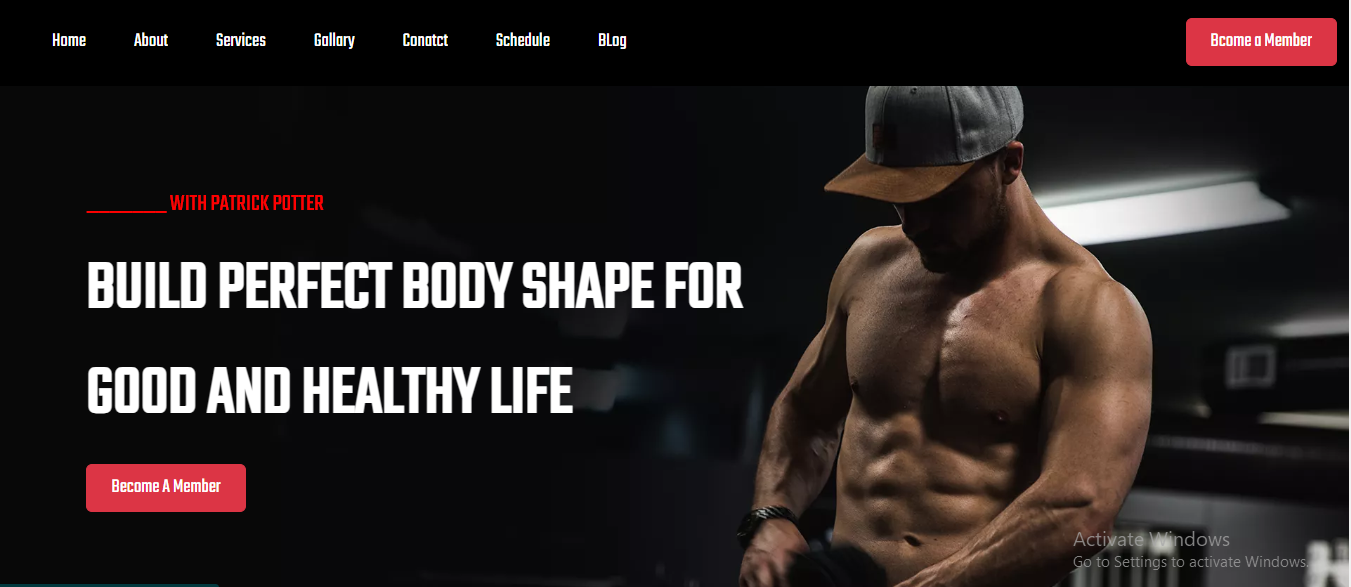 Home About Services Gallary Conatct Schedule BLog Bcome a Member
WITH PATRICK POTTER
BUILD PERFECT BODY SHAPE FOR
GOOD AND HEALTHY LIFE
Become A Member
Activate Windows
Go to Settings to activate Windows.